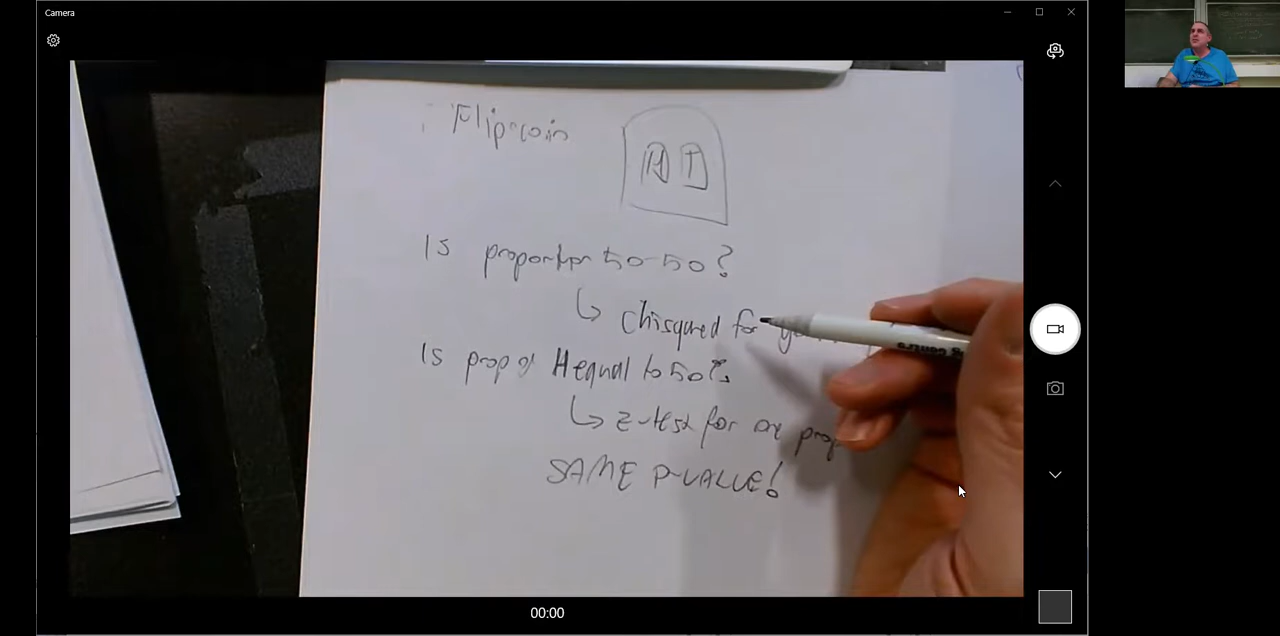 Camera
Flip coin
H T
Is proportion 50-50?
↳ Chisquared for
Is prop of H equal to 50%
↳ z-test for one prop
SAME P-VALUE!
00:00